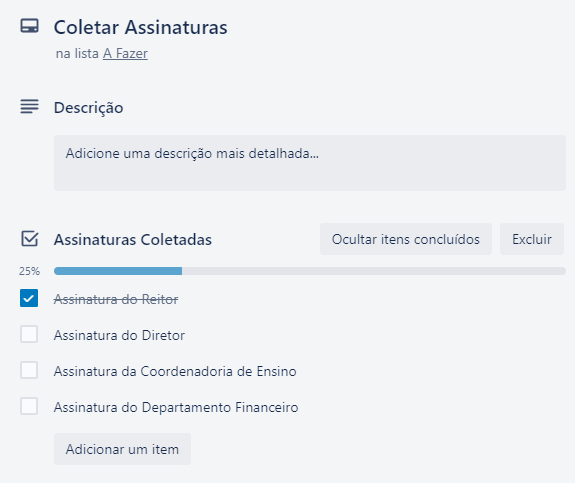 Coletar Assinaturas
na lista A Fazer
Descrição
Adicione uma descrição mais detalhada...
Assinaturas Coletadas Ocultar itens concluídos Excluir
25%
Assinatura do Reitor
Assinatura do Diretor
Assinatura da Coordenadoria de Ensino
Assinatura do Departamento Financeiro
Adicionar um item